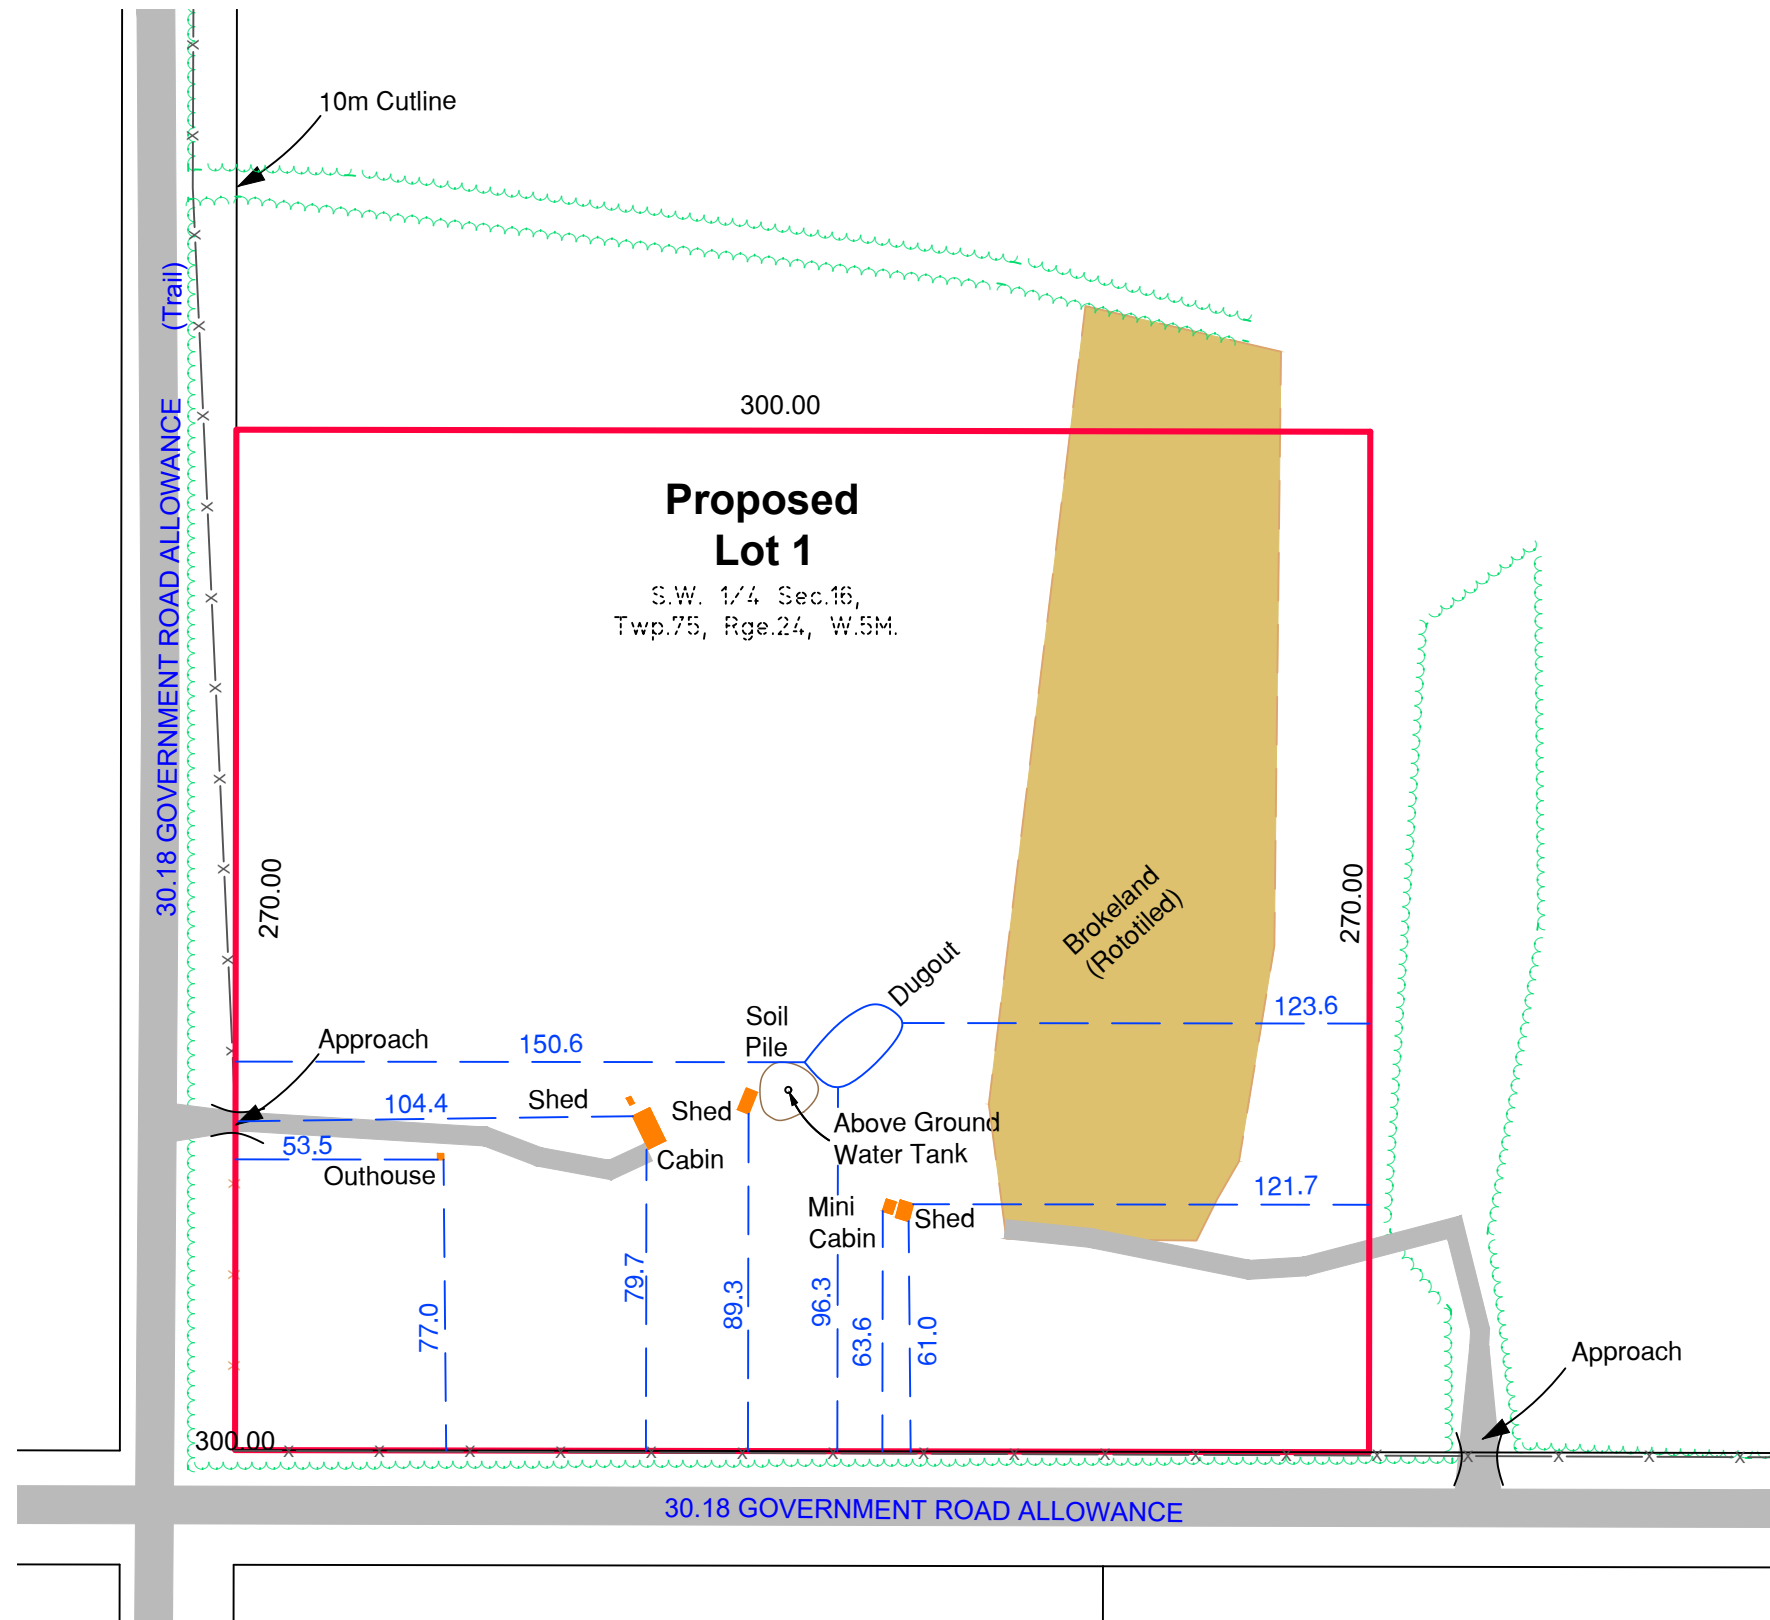 10m Cutline
(Trail)
30.18 GOVERNMENT ROAD ALLOWANCE
300.00
Proposed
Lot 1
S.W. 1/4 Sec.16,
Twp.75, Rge.24, W.5M.
270.00
270.00
Brokeland
(Rototiled)
Dugout
Soil
Pile
123.6
Approach
150.6
104.4
Shed
Shed
Above Ground
Water Tank
53.5
Outhouse
Cabin
Mini
Cabin
Shed
121.7
77.0
79.7
89.3
96.3
63.6
61.0
Approach
300.00
30.18 GOVERNMENT ROAD ALLOWANCE